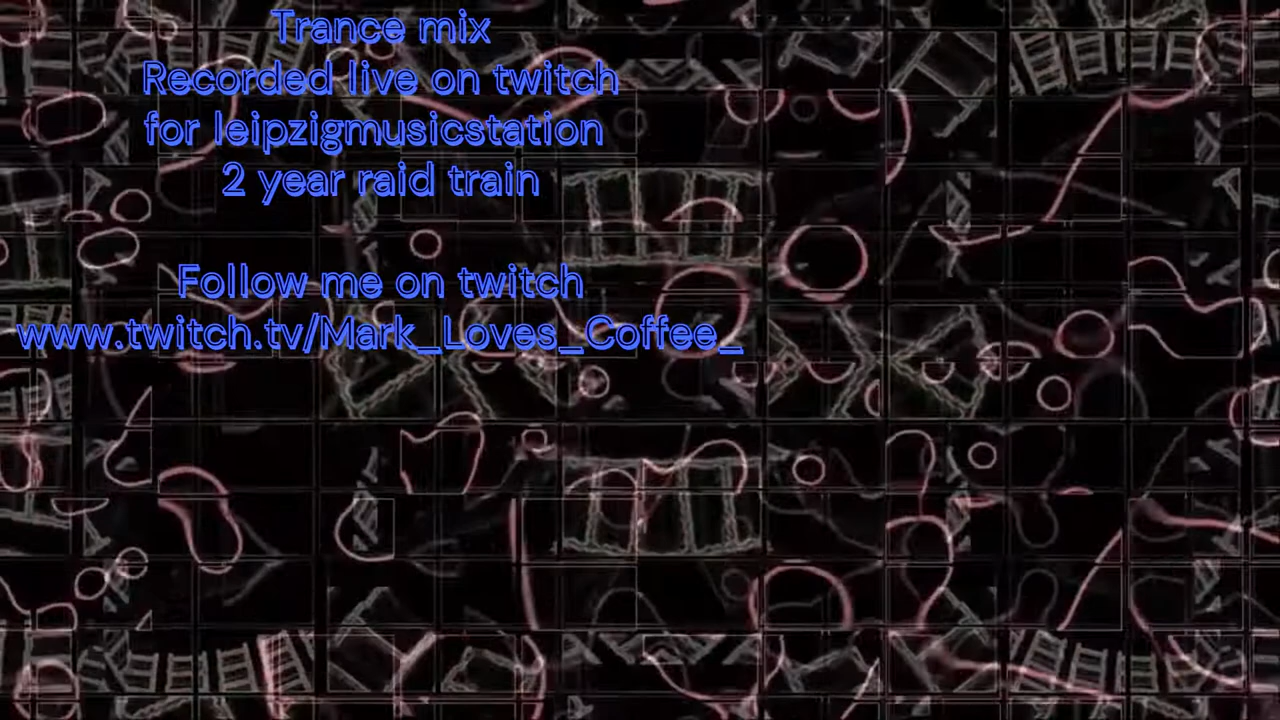 Trance mix
Recorded live on twitch
for leipzigmusicstation
2 year raid train
Follow me on twitch
www.twitch.tv/Mark_Loves_Coffee_